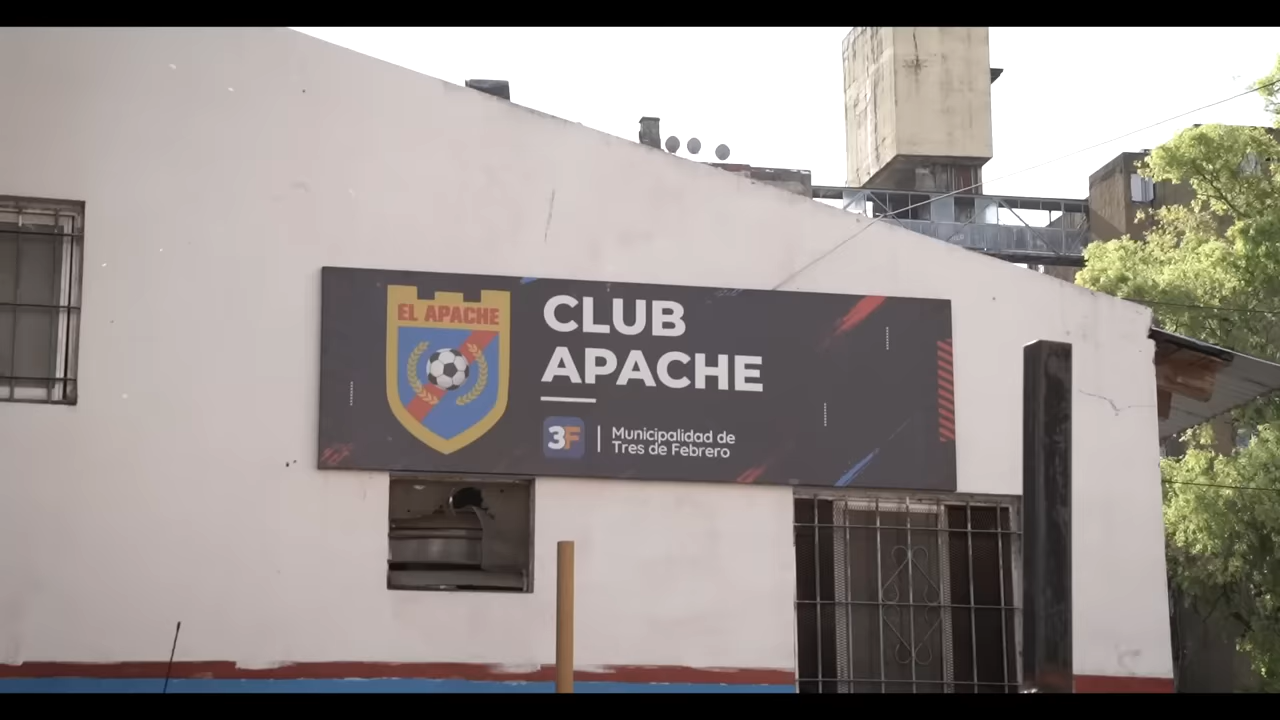 EL APACHE
CLUB
APACHE
3F
Municipalidad de
Tres de Febrero